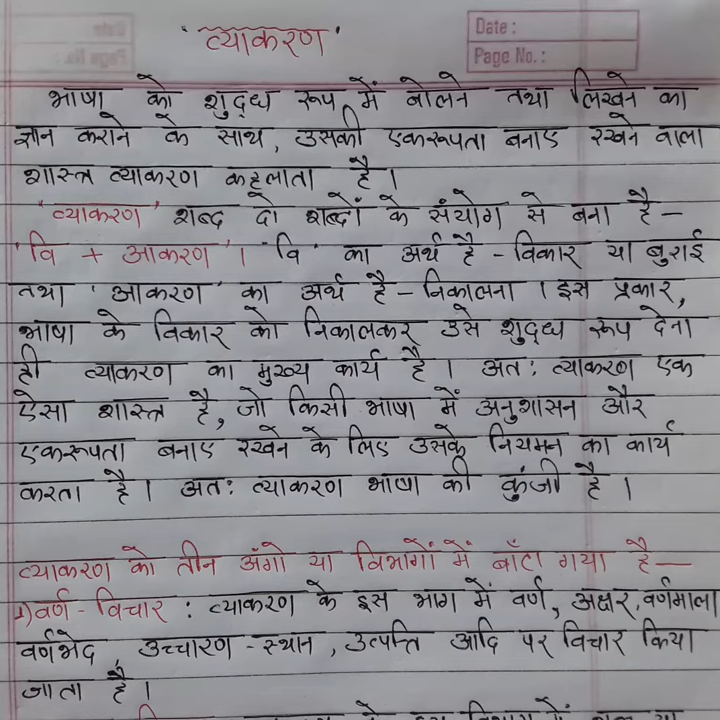 'व्याकरण'
Date :
Page No. :
भाषा को शुद्ध रूप में बोलने तथा लिखने का
ज्ञान कराने के साथ, उसकी एकरूपता बनाए रखने वाला
शास्त्र व्याकरण कहलाता है।
'व्याकरण' शब्द दो शब्दों के संयोग से बना है -
'वि + आकरण'। 'वि' का अर्थ है - विकार या बुराई
तथा 'आकरण' का अर्थ है - निकालना। इस प्रकार,
भाषा के विकार को निकालकर उसे शुद्ध रूप देना
ही व्याकरण का मुख्य कार्य है। अतः व्याकरण एक
ऐसा शास्त्र है, जो किसी भाषा में अनुशासन और
एकरूपता बनाए रखने के लिए उसके नियमन का कार्य
करता है। अतः व्याकरण भाषा की कुंजी है।
व्याकरण को तीन अंगो या विभागों में बाँटा गया है —
1) वर्ण - विचार : व्याकरण के इस भाग में वर्ण, अक्षर, वर्णमाला
वर्णभेद, उच्चारण - स्थान, उत्पत्ति आदि पर विचार किया
जाता है।